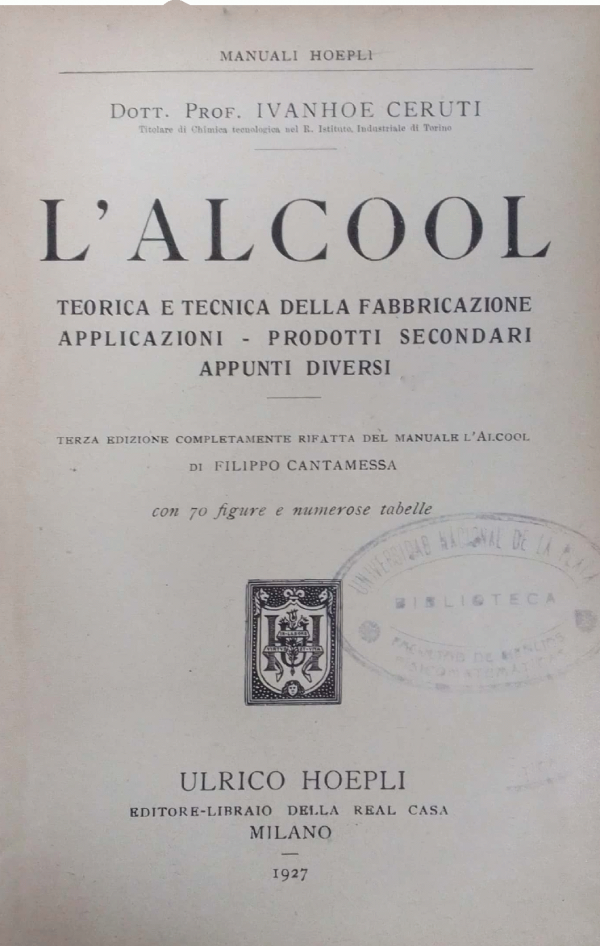 MANUALI HOEPLI
DOTT. PROF. IVANHOE CERUTI
Titolare di Chimica tecnologica nel R. Istituto Industriale di Torino
L'ALCOOL
TEORICA E TECNICA DELLA FABBRICAZIONE
APPLICAZIONI - PRODOTTI SECONDARI
APPUNTI DIVERSI
TERZA EDIZIONE COMPLETAMENTE RIFATTA DEL MANUALE L'ALCOOL
DI FILIPPO CANTAMESSA
con 70 figure e numerose tabelle
UNIVERSIDAD NACIONAL DE LA PLATA
BIBLIOTECA
ULRICO HOEPLI
EDITORE-LIBRAIO DELLA REAL CASA
MILANO
1927